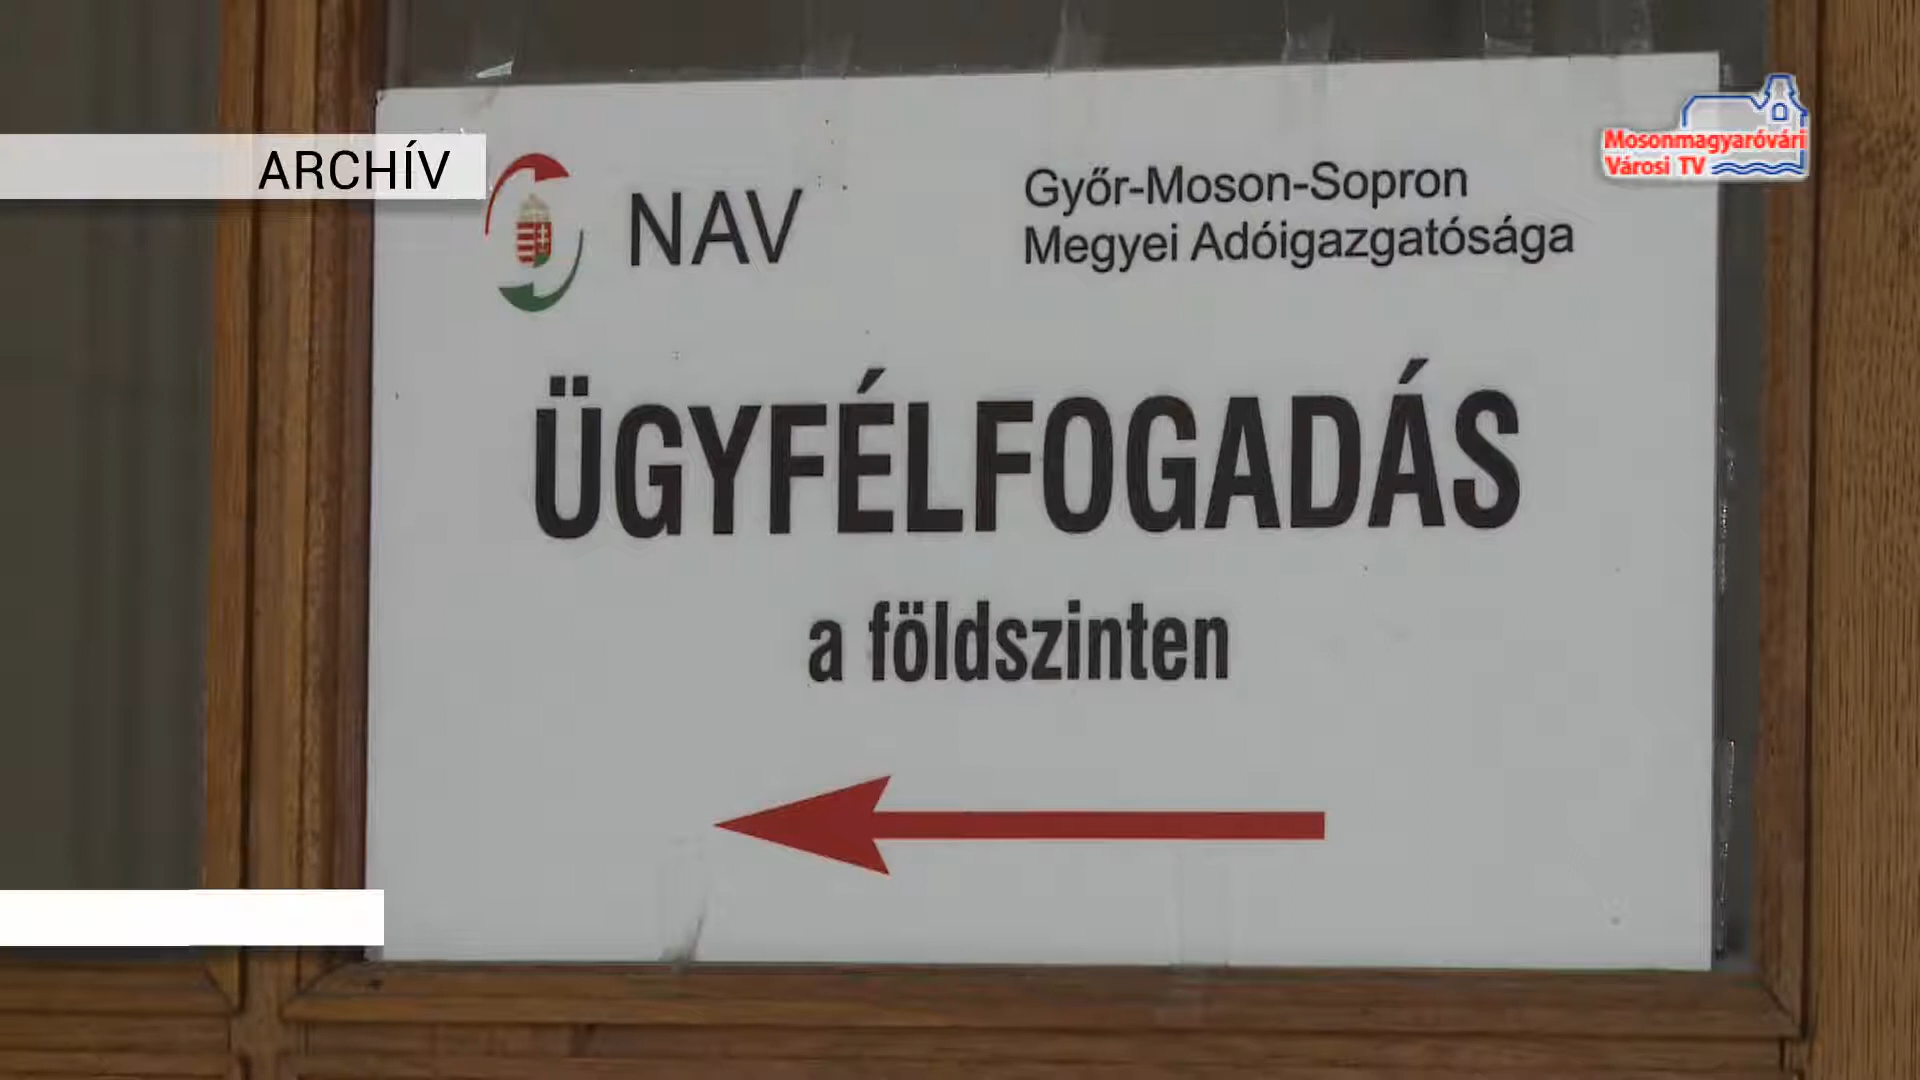 ARCHÍV
Mosonmagyaróvári
Városi TV
NAV
Győr-Moson-Sopron
Megyei Adóigazgatósága
ÜGYFÉLFOGADÁS
a földszinten